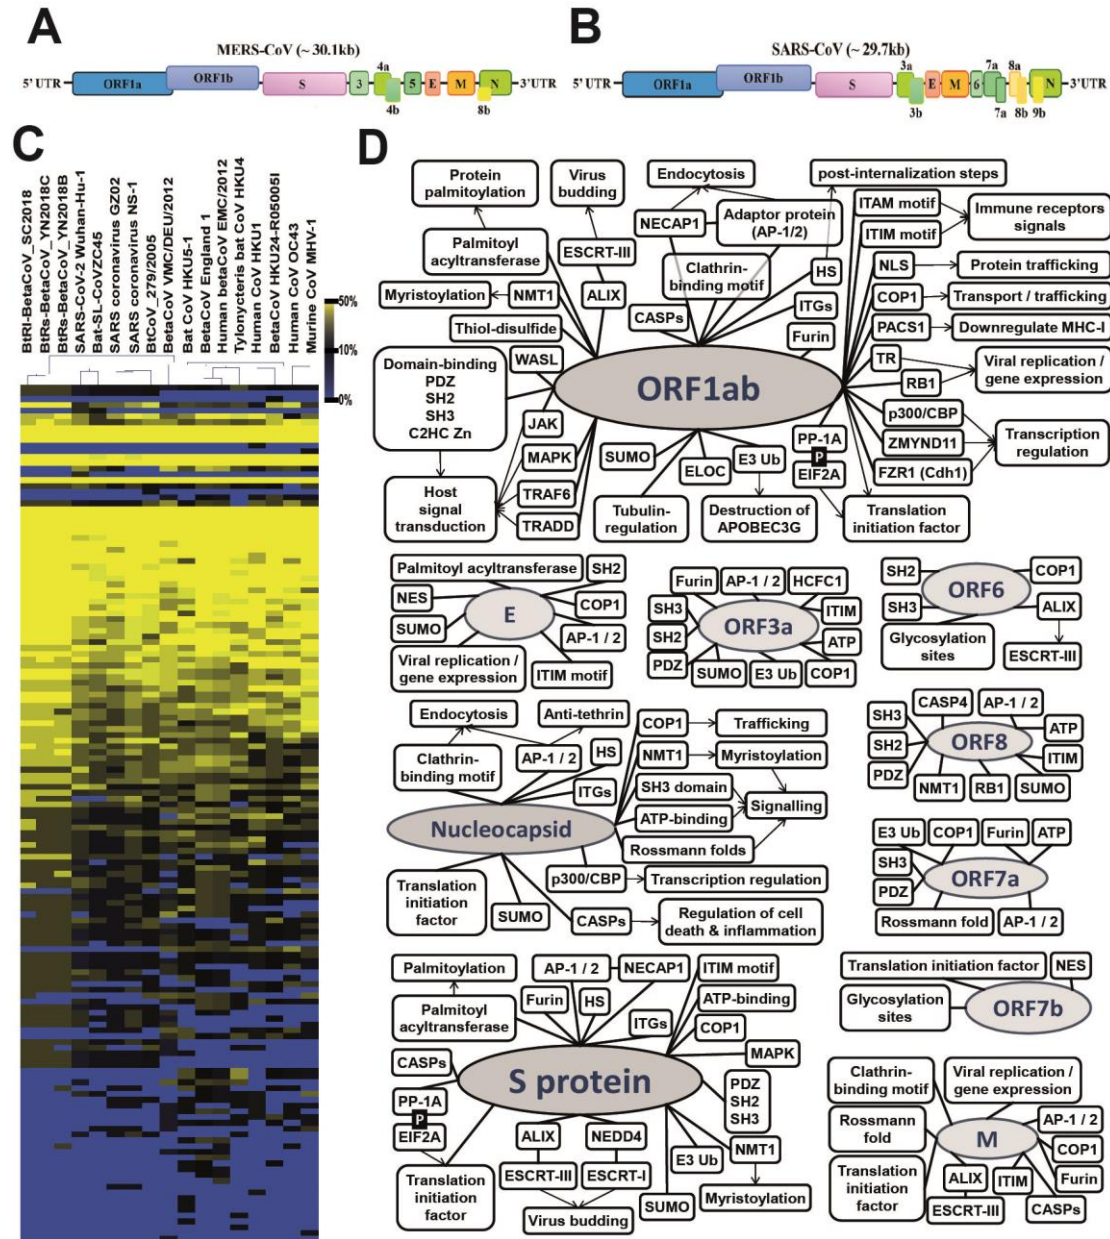 A
MERS-CoV (~ 30.1kb)
5' UTR
ORF1a
ORF1b
S
3
4a
4b
5
E
M
N
8b
3'UTR
B
SARS-CoV (~ 29.7kb)
5' UTR
ORF1a
ORF1b
S
3a
3b
E
M
6
7a
7a
8a
8b
9b
N
3'UTR
C
BtRl-BetaCoV_SC2018
BtRs-BetaCoV_YN2018C
BtRs-BetaCoV_YN2018B
SARS-CoV-2 Wuhan-Hu-1
Bat-SL-CoVZC45
SARS coronavirus GZ02
SARS coronavirus NS-1
BtCoV_279/2005
BetaCoV VMC/DEU/2012
Bat CoV HKU5-1
BetaCoV England 1
Human betaCoV EMC/2012
Tylonycteris bat CoV HKU4
Human CoV HKU1
BetaCoV HKU24-R05005I
Human CoV OC43
Murine CoV MHV-1
50%
10%
0%
D
Protein
palmitoylation
Palmitoyl
acyltransferase
Virus
budding
ESCRT-III
ALIX
Myristoylation
NMT1
Thiol-disulfide
WASL
Domain-binding
PDZ
SH2
SH3
C2HC Zn
JAK
MAPK
TRAF6
TRADD
Host
signal
transduction
Endocytosis
NECAP1
Adaptor protein
(AP-1/2)
Clathrin-
binding motif
CASPs
post-internalization steps
HS
ITGs
Furin
ORF1ab
ITAM motif
ITIM motif
Immune receptors
signals
NLS
Protein trafficking
COP1
Transport / trafficking
PACS1
Downregulate MHC-I
TR
RB1
Viral replication /
gene expression
p300/CBP
ZMYND11
FZR1 (Cdh1)
Transcription
regulation
PP-1A
P
EIF2A
Translation
initiation factor
SUMO
Tubulin-
regulation
ELOC
E3 Ub
Destruction of
APOBEC3G
Palmitoyl acyltransferase
SH2
NES
COP1
SUMO
E
AP-1 / 2
Viral replication /
gene expression
ITIM motif
Furin
AP-1 / 2
HCFC1
SH3
ITIM
SH2
ORF3a
ATP
PDZ
SUMO
E3 Ub
COP1
SH2
COP1
ORF6
SH3
ALIX
Glycosylation
sites
ESCRT-III
Endocytosis
Anti-tethrin
Clathrin-
binding motif
AP-1 / 2
HS
ITGs
COP1
Trafficking
NMT1
Myristoylation
SH3 domain
Signalling
ATP-binding
Nucleocapsid
Rossmann folds
p300/CBP
Transcription regulation
Translation
initiation
factor
SUMO
CASPs
Regulation of cell
death & inflammation
CASP4
AP-1 / 2
SH3
ATP
SH2
ORF8
ITIM
PDZ
NMT1
RB1
SUMO
E3 Ub
COP1
Furin
ATP
SH3
ORF7a
PDZ
Rossmann fold
AP-1 / 2
Translation initiation factor
NES
Glycosylation
sites
ORF7b
Palmitoylation
Palmitoyl
acyltransferase
AP-1 / 2
NECAP1
Furin
HS
ITGs
ITIM motif
ATP-binding
COP1
MAPK
CASPs
S protein
PDZ
SH2
SH3
PP-1A
P
EIF2A
Translation
initiation
factor
ALIX
NEDD4
ESCRT-III
ESCRT-I
Virus budding
E3 Ub
NMT1
SUMO
Myristoylation
Clathrin-
binding motif
Viral replication /
gene expression
Rossmann
fold
M
AP-1 / 2
COP1
Translation
initiation
factor
ALIX
ITIM
Furin
ESCRT-III
CASPs